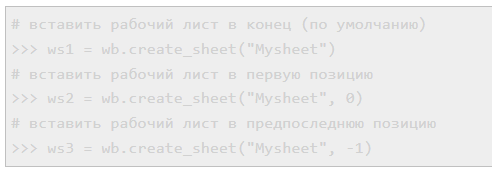 # вставить рабочий лист в конец (по умолчанию)
>>> ws1 = wb.create_sheet("Mysheet")
# вставить рабочий лист в первую позицию
>>> ws2 = wb.create_sheet("Mysheet", 0)
# вставить рабочий лист в предпоследнюю позицию
>>> ws3 = wb.create_sheet("Mysheet", -1)